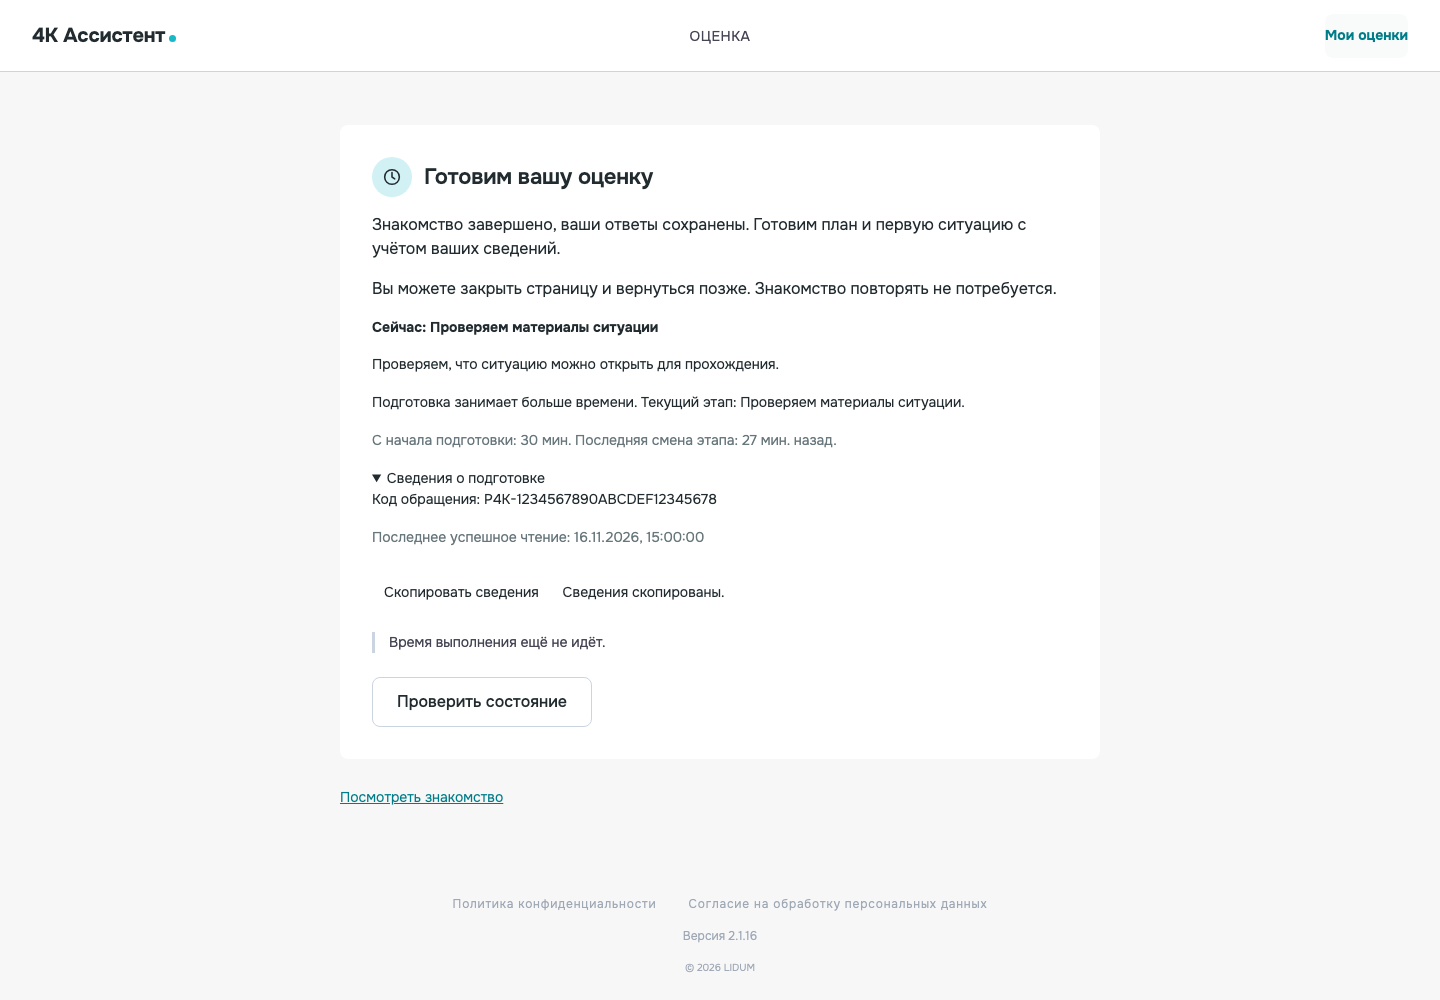 4К Ассистент
ОЦЕНКА
Мои оценки
Готовим вашу оценку
Знакомство завершено, ваши ответы сохранены. Готовим план и первую ситуацию с
учётом ваших сведений.
Вы можете закрыть страницу и вернуться позже. Знакомство повторять не потребуется.
Сейчас: Проверяем материалы ситуации
Проверяем, что ситуацию можно открыть для прохождения.
Подготовка занимает больше времени. Текущий этап: Проверяем материалы ситуации.
С начала подготовки: 30 мин. Последняя смена этапа: 27 мин. назад.
▼ Сведения о подготовке
Код обращения: P4K-1234567890ABCDEF12345678
Последнее успешное чтение: 16.11.2026, 15:00:00
Скопировать сведения Сведения скопированы.
Время выполнения ещё не идёт.
Проверить состояние
Посмотреть знакомство
Политика конфиденциальности Согласие на обработку персональных данных
Версия 2.1.16
© 2026 LIDUM